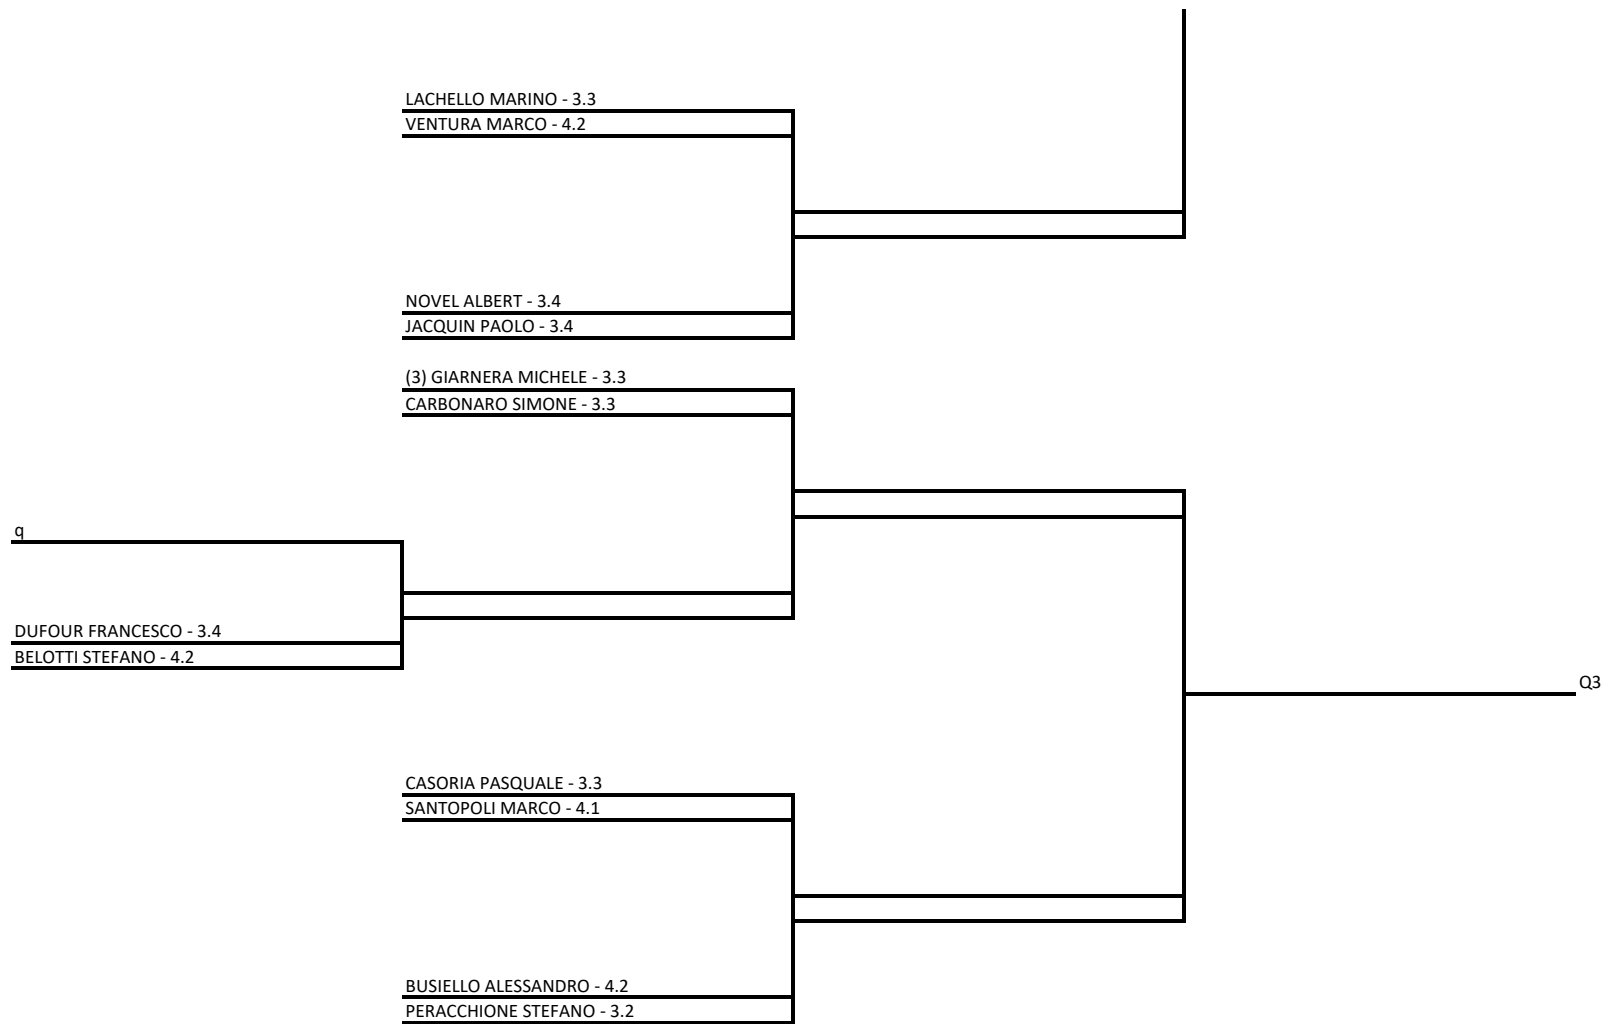 LACHELLO MARINO - 3.3
VENTURA MARCO - 4.2
NOVEL ALBERT - 3.4
JACQUIN PAOLO - 3.4
(3) GIARNERA MICHELE - 3.3
CARBONARO SIMONE - 3.3
q
DUFOUR FRANCESCO - 3.4
BELOTTI STEFANO - 4.2
Q3
CASORIA PASQUALE - 3.3
SANTOPOLI MARCO - 4.1
BUSIELLO ALESSANDRO - 4.2
PERACCHIONE STEFANO - 3.2